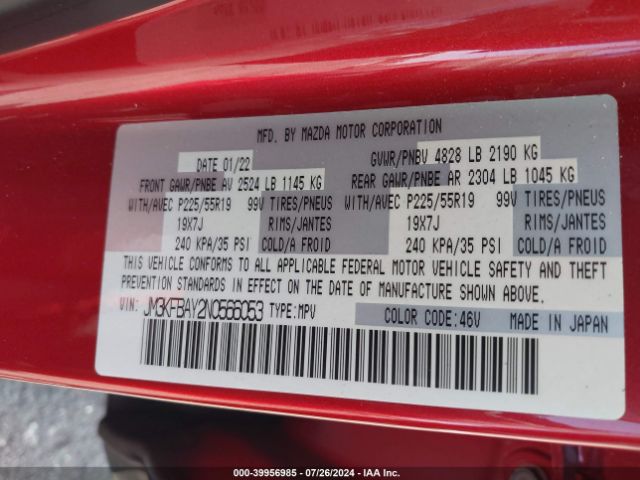 MFD. BY MAZDA MOTOR CORPORATION
DATE 01/22 GVWR/PNBV 4828 LB 2190 KG
FRONT GAWR/PNBE AV 2524 LB 1145 KG REAR GAWR/PNBE AR 2304 LB 1045 KG
WITH/AVEC P225/55R19 99V TIRES/PNEUS WITH/AVEC P225/55R19 99V TIRES/PNEUS
19X7J RIMS/JANTES 19X7J RIMS/JANTES
240 KPA/35 PSI COLD/A FROID 240 KPA/35 PSI COLD/A FROID
THIS VEHICLE CONFORMS TO ALL APPLICABLE FEDERAL MOTOR VEHICLE SAFETY AND THEFT
PREVENTION STANDARDS IN EFFECT ON THE DATE OF MANUFACTURE SHOWN ABOVE.
VIN: JM3KFBAY2N0566053 TYPE:MPV COLOR CODE:46V MADE IN JAPAN
000-39956985 | 07/26/2024 | IAA Inc.